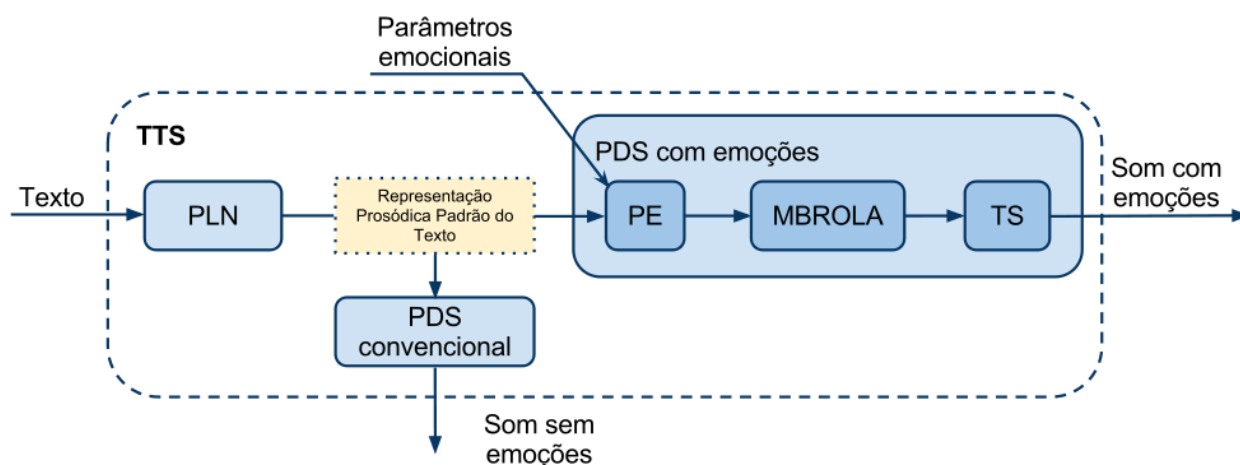 Parâmetros
emocionais
TTS
PDS com emoções
Som com
emoções
Texto
PLN
Representação
Prosódica Padrão do
Texto
PE
MBROLA
TS
PDS
convencional
Som sem
emoções